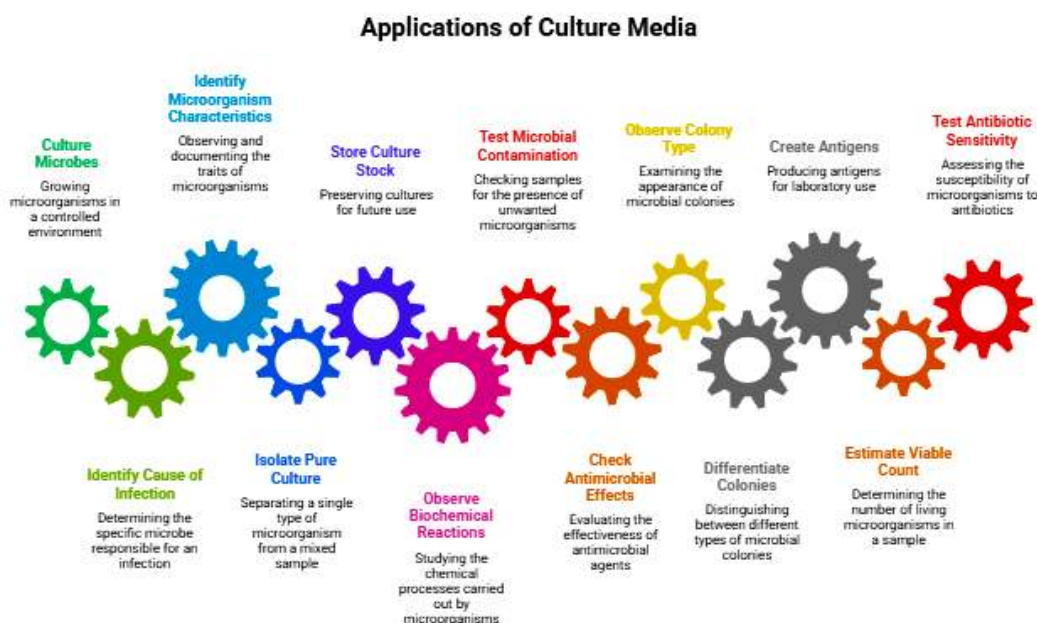 Applications of Culture Media
Culture
Microbes
Growing
microorganisms in
a controlled
environment
Identify
Microorganism
Characteristics
Observing and
documenting the
traits of
microorganisms
Store Culture
Stock
Preserving cultures
for future use
Test Microbial
Contamination
Checking samples
for the presence of
unwanted
microorganisms
Observe Colony
Type
Examining the
appearance of
microbial colonies
Create Antigens
Producing antigens
for laboratory use
Test Antibiotic
Sensitivity
Assessing the
susceptibility of
microorganisms to
antibiotics
Identify Cause of
Infection
Determining the
specific microbe
responsible for an
infection
Isolate Pure
Culture
Separating a single
type of
microorganism
from a mixed
sample
Observe
Biochemical
Reactions
Studying the
chemical
processes carried
out by
microorganisms
Check
Antimicrobial
Effects
Evaluating the
effectiveness of
antimicrobial
agents
Differentiate
Colonies
Distinguishing
between different
types of microbial
colonies
Estimate Viable
Count
Determining the
number of living
microorganisms in
a sample